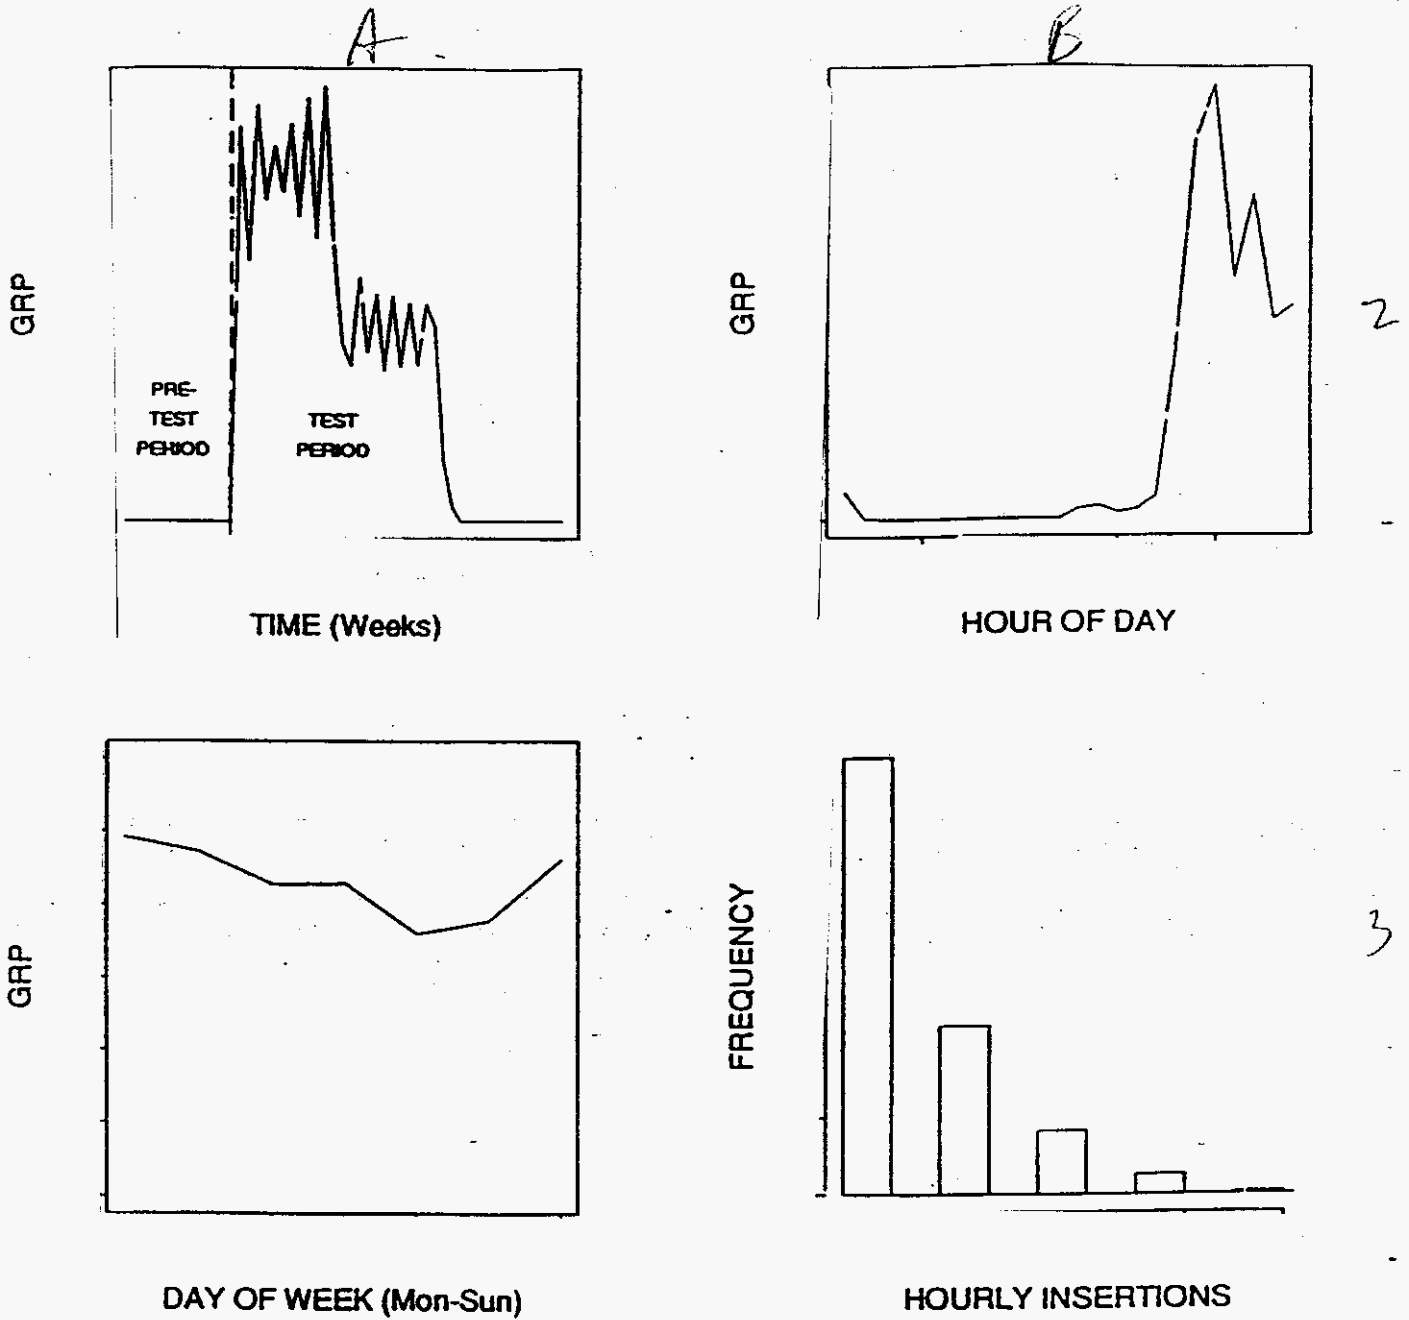 A
B
GRP
PRE-
TEST
PERIOD
TEST
PERIOD
TIME (Weeks)
GRP
HOUR OF DAY
2
GRP
DAY OF WEEK (Mon-Sun)
FREQUENCY
HOURLY INSERTIONS
3